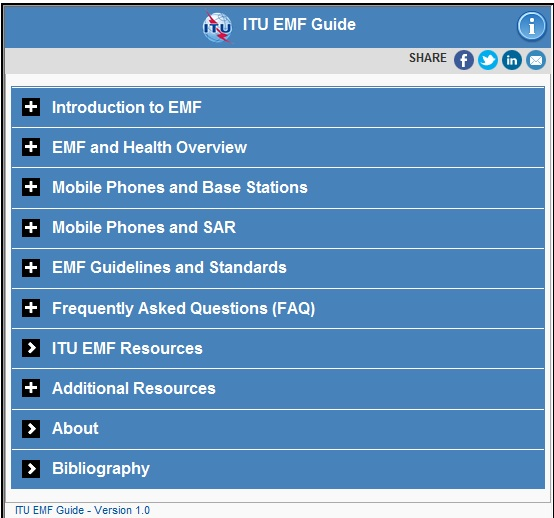 ITU
ITU EMF Guide
i
SHARE f in
Introduction to EMF
EMF and Health Overview
Mobile Phones and Base Stations
Mobile Phones and SAR
EMF Guidelines and Standards
Frequently Asked Questions (FAQ)
ITU EMF Resources
Additional Resources
About
Bibliography
ITU EMF Guide - Version 1.0